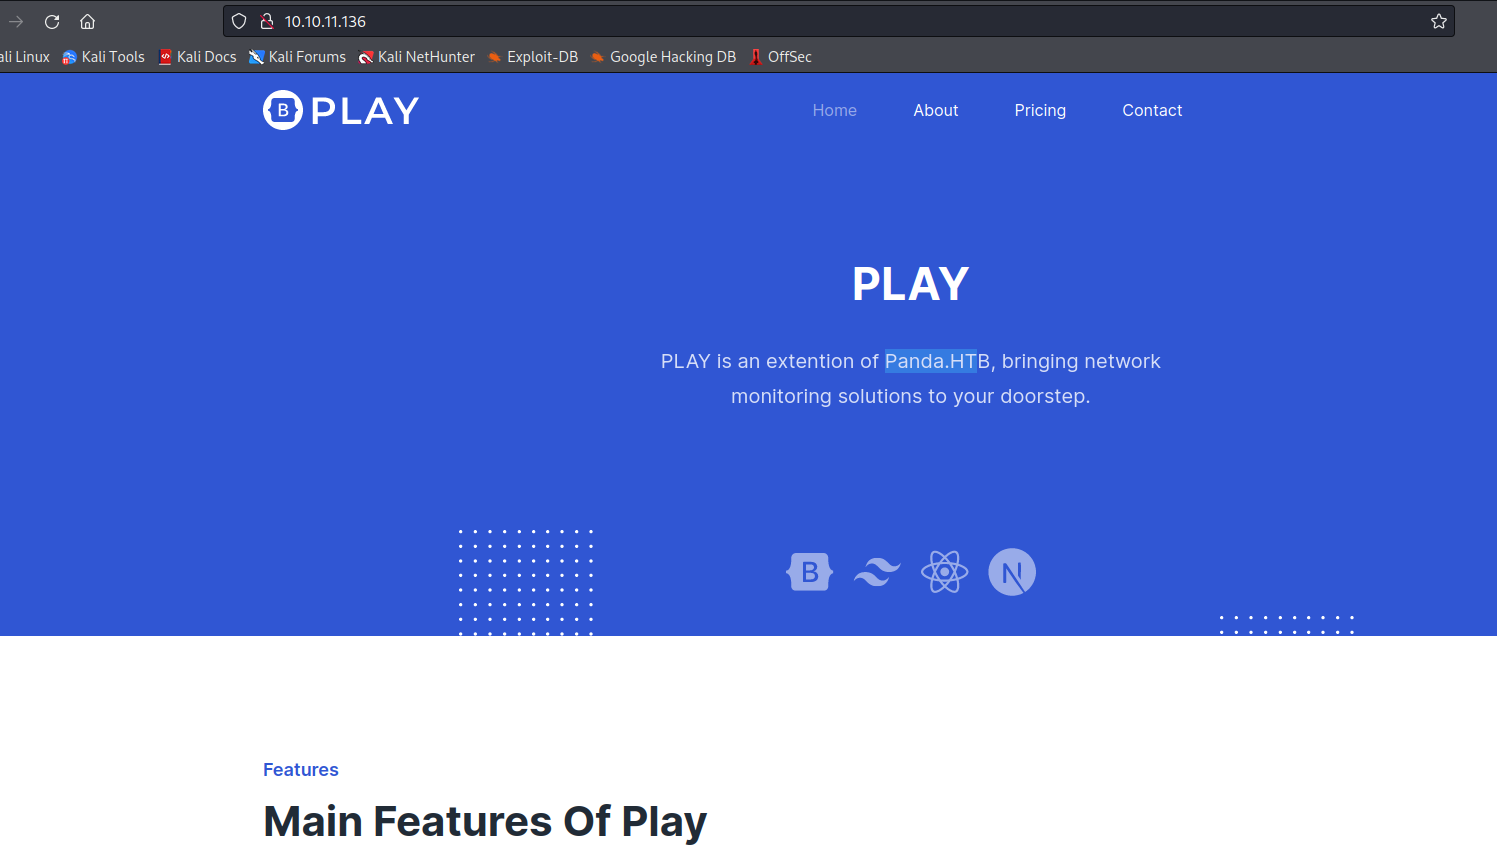 10.10.11.136
ali Linux Kali Tools Kali Docs Kali Forums Kali NetHunter Exploit-DB Google Hacking DB OffSec
B PLAY Home About Pricing Contact
PLAY
PLAY is an extention of Panda.HTB, bringing network
monitoring solutions to your doorstep.
B N
Features
Main Features Of Play